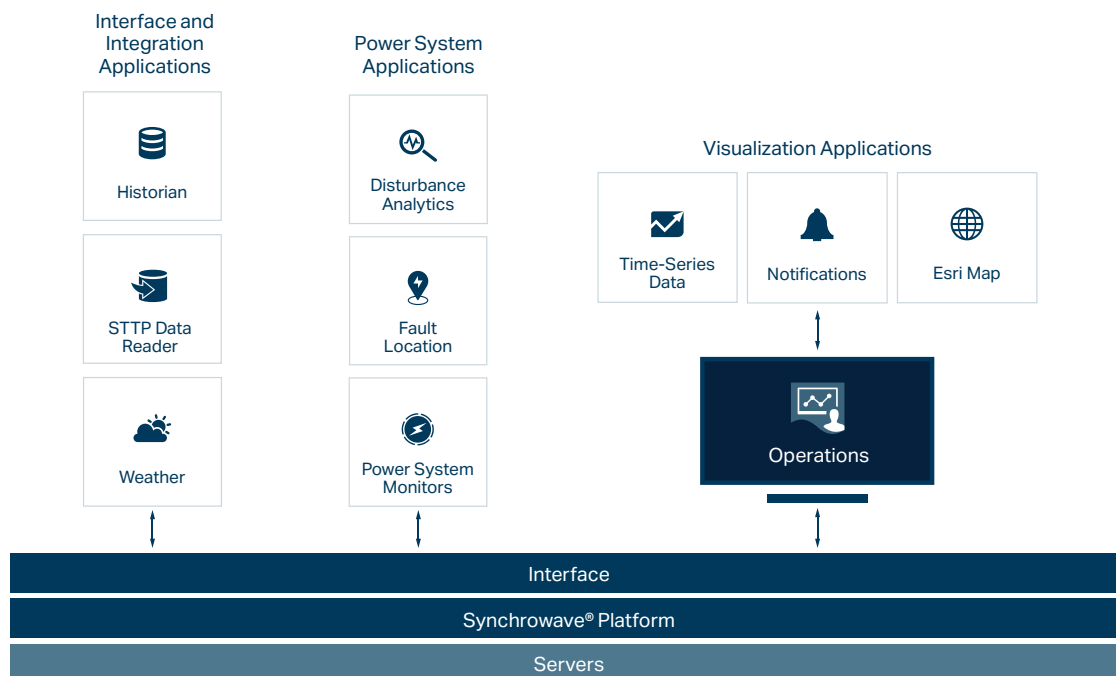 Interface and
Integration
Applications
Historian
STTP Data
Reader
Weather
Power System
Applications
Disturbance
Analytics
Fault
Location
Power System
Monitors
Visualization Applications
Time-Series
Data
Notifications
Esri Map
Operations
Interface
Synchrowave® Platform
Servers